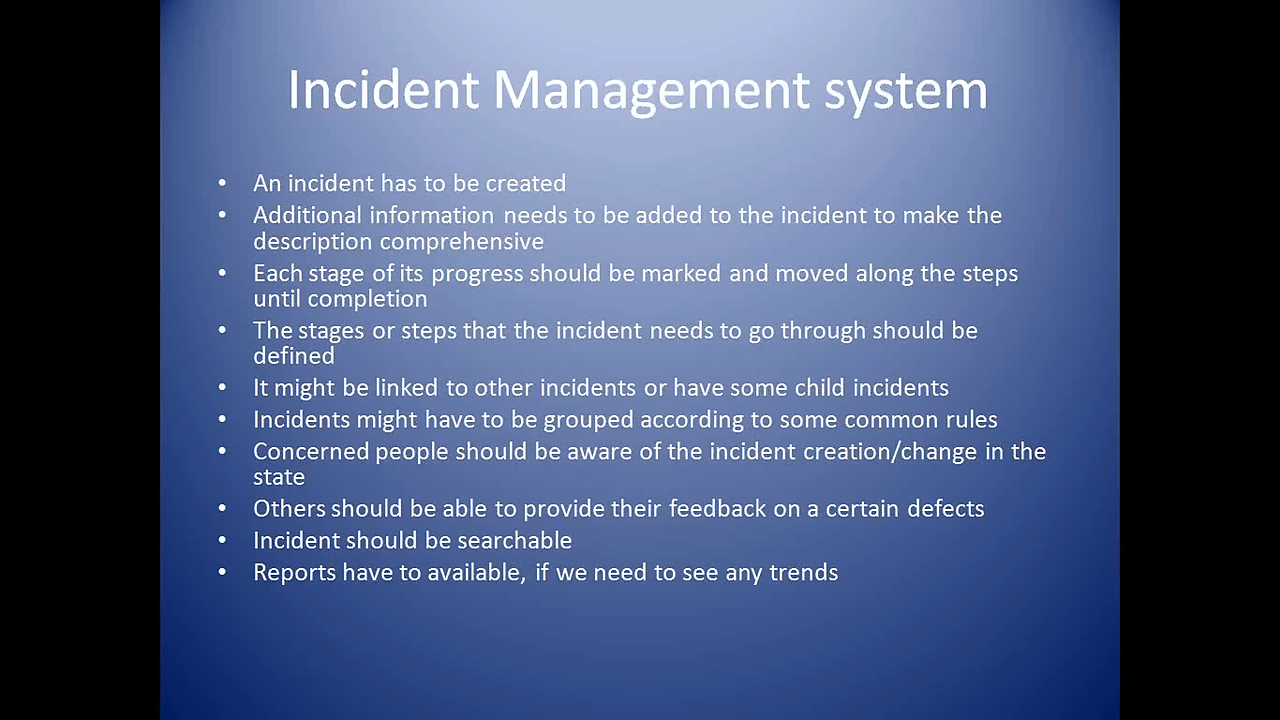 Incident Management system
• An incident has to be created
• Additional information needs to be added to the incident to make the
description comprehensive
• Each stage of its progress should be marked and moved along the steps
until completion
• The stages or steps that the incident needs to go through should be
defined
• It might be linked to other incidents or have some child incidents
• Incidents might have to be grouped according to some common rules
• Concerned people should be aware of the incident creation/change in the
state
• Others should be able to provide their feedback on a certain defects
• Incident should be searchable
• Reports have to available, if we need to see any trends